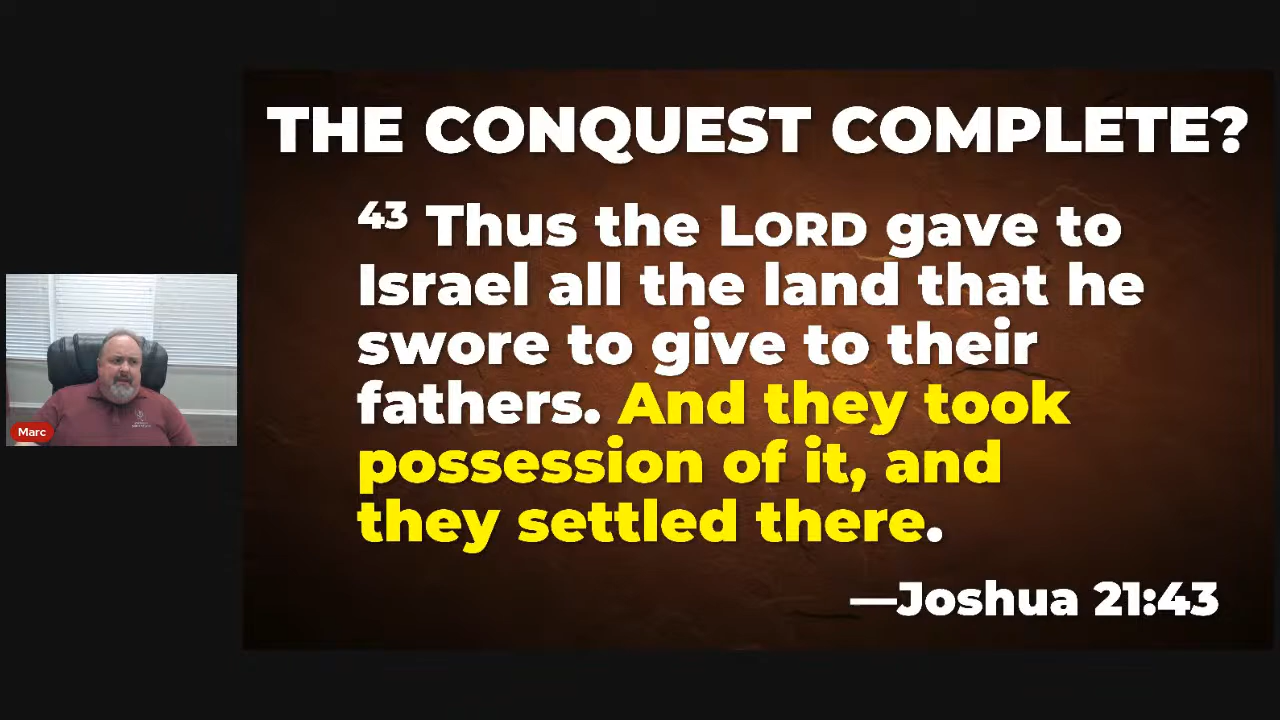 THE CONQUEST COMPLETE?
43 Thus the LORD gave to
Israel all the land that he
swore to give to their
fathers. And they took
possession of it, and
they settled there.
—Joshua 21:43
Marc